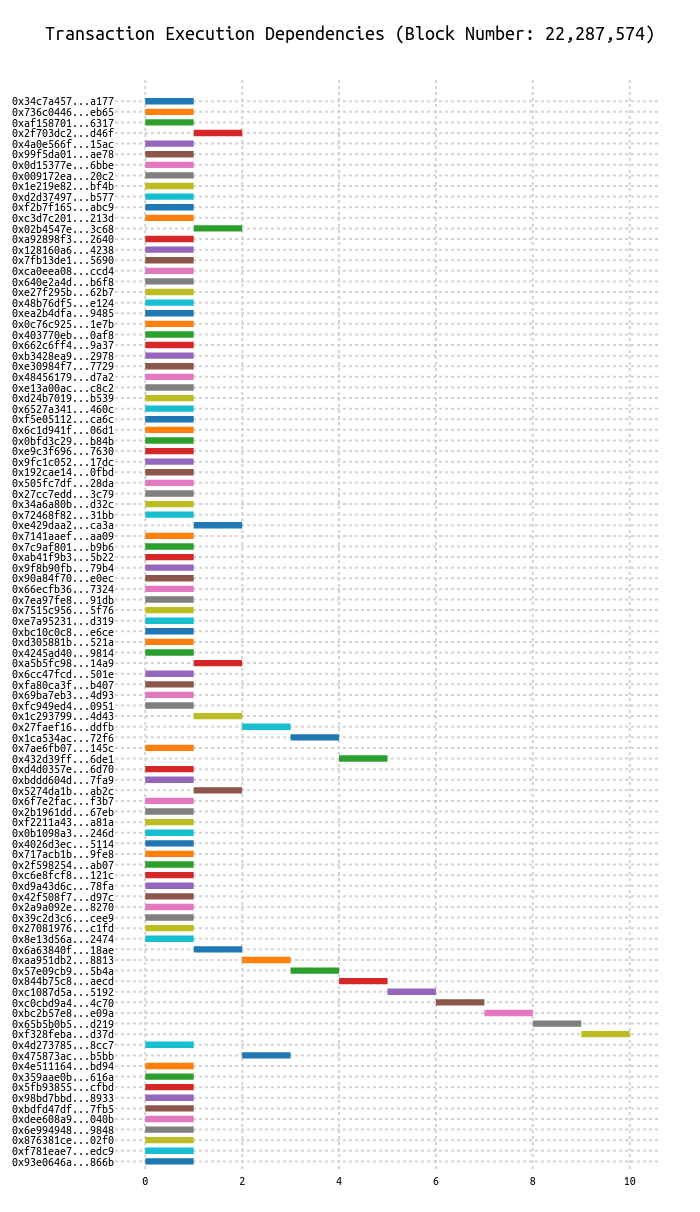 Transaction Execution Dependencies (Block Number: 22,287,574)
0x34c7a457...a177
0x736c0446...eb65
0xaf158701...6317
0x2f703dc2...d46f
0x4a0e566f...15ac
0x99f5da01...ae78
0x0d15377e...6bbe
0x009172ea...20c2
0x1e219e82...bf4b
0xd2d37497...b577
0xf2b7f165...abc9
0xc3d7c201...213d
0x02b4547e...3c68
0xa92898f3...2640
0x128160a6...4238
0x7fb13de1...5690
0xca0eea08...ccd4
0x640e2a4d...b6f8
0xe27f295b...62b7
0x48b76df5...e124
0xea2b4dfa...9485
0x0c76c925...1e7b
0x403770eb...0af8
0x662c6ff4...9a37
0xb3428ea9...2978
0xe30984f7...7729
0x48456179...d7a2
0xe13a00ac...c8c2
0xd24b7019...b539
0x6527a341...460c
0xf5e05112...ca6c
0x6c1d941f...06d1
0x0bfd3c29...b84b
0xe9c3f696...7630
0x9fc1c052...17dc
0x192cae14...0fbd
0x505fc7df...28da
0x27cc7edd...3c79
0x34a6a80b...d32c
0x72468f82...31bb
0xe429daa2...ca3a
0x7141aaef...aa09
0x7c9af801...b9b6
0xab41f9b3...5b22
0x9f8b90fb...79b4
0x90a84f70...e0ec
0x66ecfb36...7324
0x7ea97fe8...91db
0x7515c956...5f76
0xe7a95231...d319
0xbc10c0c8...e6ce
0xd305881b...521a
0x4245ad40...9814
0xa5b5fc98...14a9
0x6cc47fcd...501e
0xfa80ca3f...b407
0x69ba7eb3...4d93
0xfc949ed4...0951
0x1c293799...4d43
0x27faef16...ddfb
0x1ca534ac...72f6
0x7ae6fb07...145c
0x432d39ff...6de1
0xd4d0357e...6d70
0xbddd604d...7fa9
0x5274da1b...ab2c
0x6f7e2fac...f3b7
0x2b1961dd...67eb
0xf2211a43...a81a
0x0b1098a3...246d
0x4026d3ec...5114
0x717acb1b...9fe8
0x2f598254...ab07
0xc6e8fcf8...121c
0xd9a43d6c...78fa
0x42f508f7...d97c
0x2a9a092e...8270
0x39c2d3c6...cee9
0x27081976...c1fd
0x8e13d56a...2474
0x6a63840f...18ae
0xaa951db2...8813
0x57e09cb9...5b4a
0x844b75c8...aecd
0xc1087d5a...5192
0xc0cbd9a4...4c70
0xbc2b57e8...e09a
0x65b5b0b5...d219
0xf328feba...d37d
0x4d273785...8cc7
0x475873ac...b5bb
0x4e511164...bd94
0x359aae0b...616a
0x5fb93855...cfbd
0x98bd7bbd...8933
0xbdfd47df...7fb5
0xdee608a9...040b
0x6e994948...9848
0x876381ce...02f0
0xf781eae7...edc9
0x93e0646a...866b
0 2 4 6 8 10